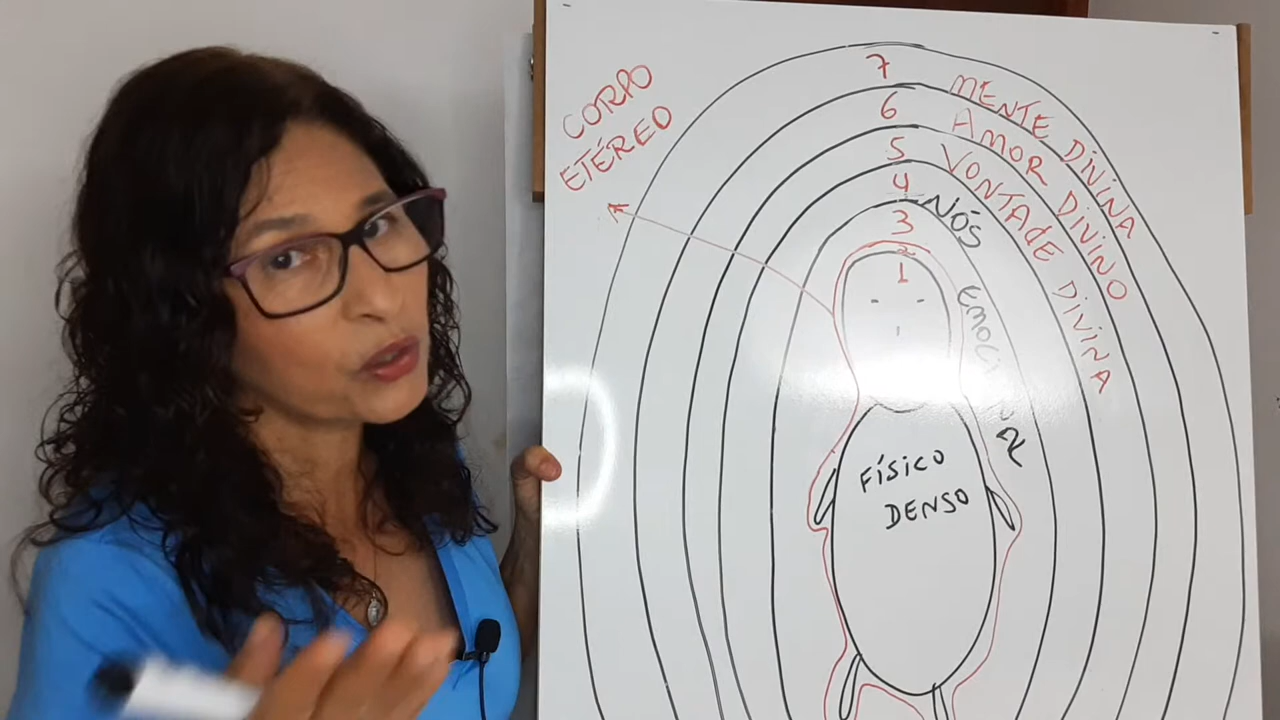 CORPO
ETÉREO
7
MENTE DIVINA
6
AMOR DIVINO
5
VONTADE DIVINA
4
NÓS
3
2
1
FÍSICO
DENSO